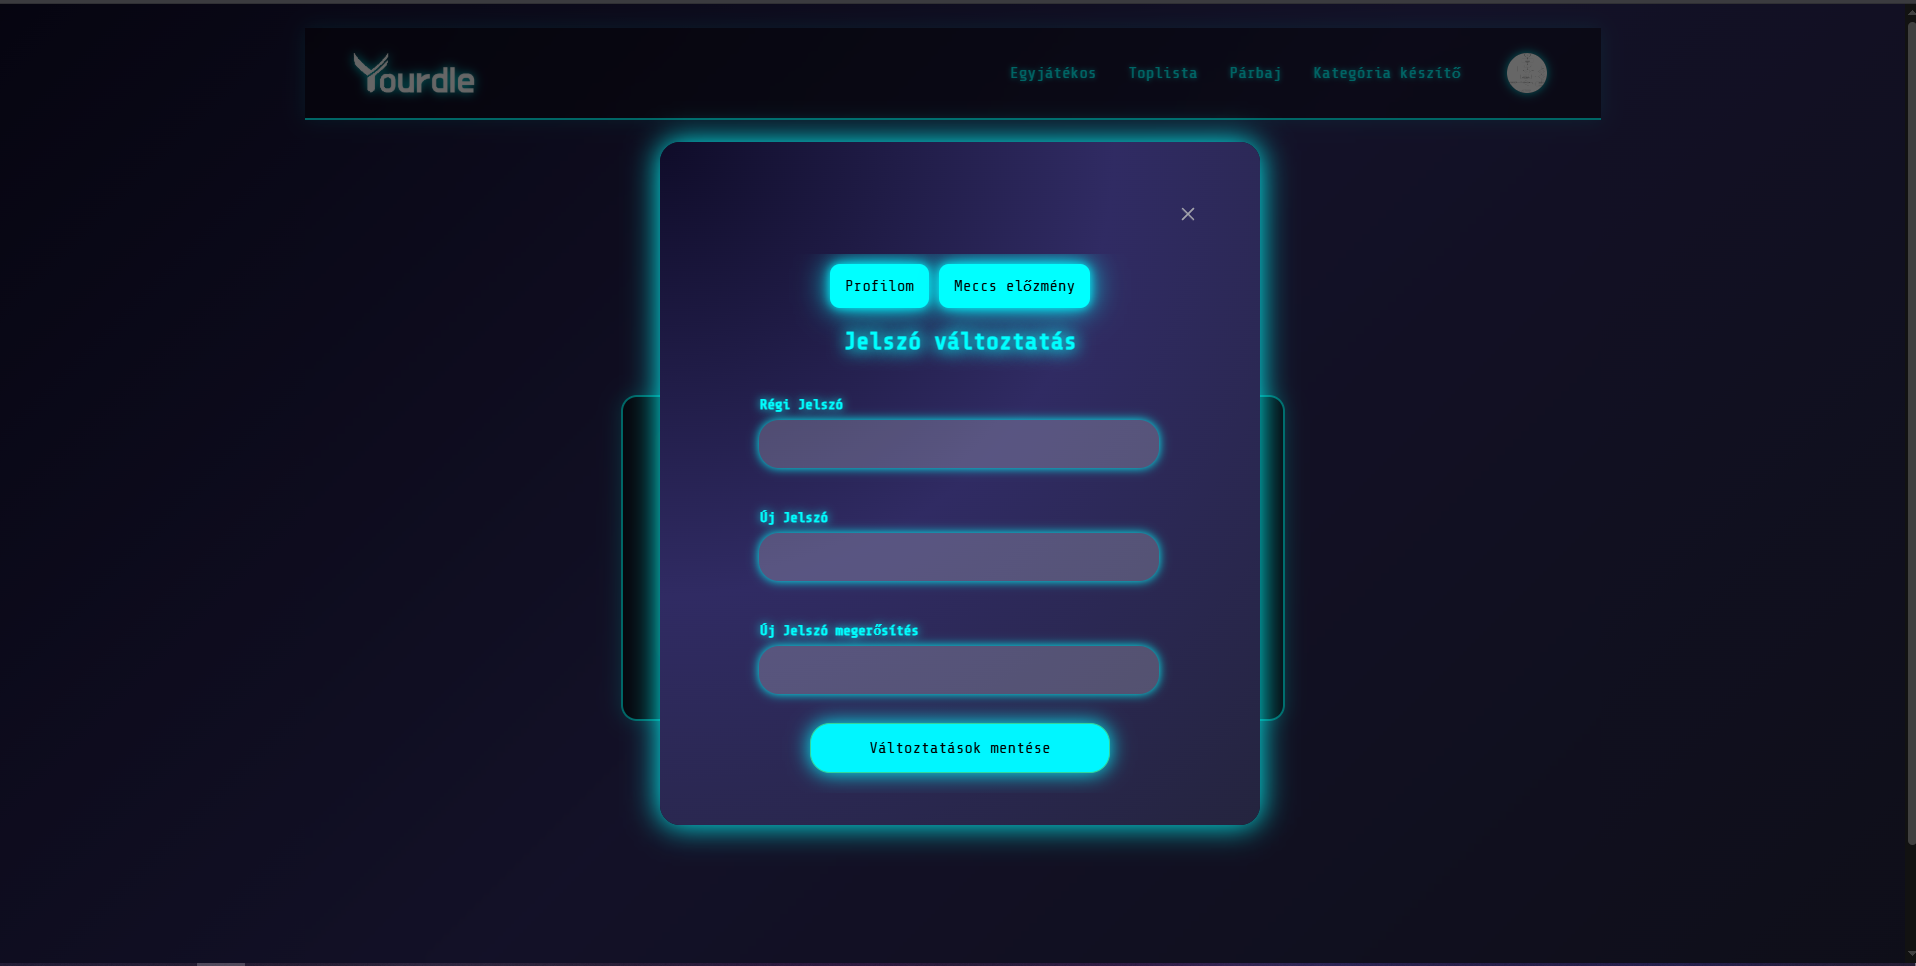 Yourdle
Egyjátékos Toplista Párbaj Kategória készítő
Profilom Meccs előzmény
Jelszó változtatás
Régi Jelszó
Új Jelszó
Új Jelszó megerősítés
Változtatások mentése